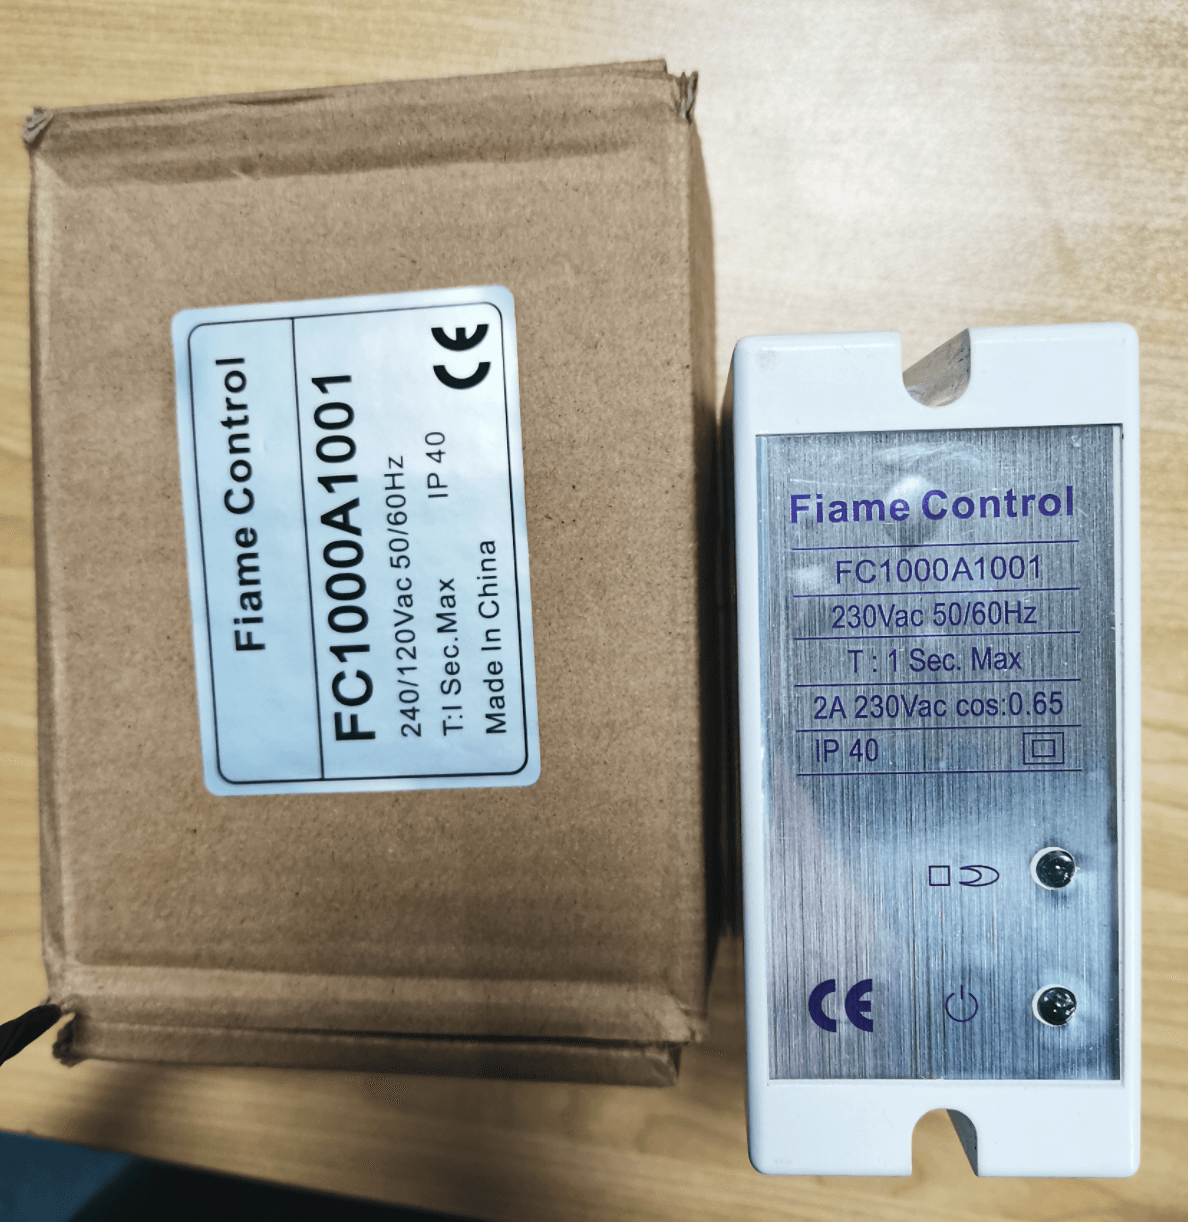 Fiame Control
FC1000A1001
240/120Vac 50/60Hz
T:I Sec.Max IP 40
Made In China
CE
Fiame Control
FC1000A1001
230Vac 50/60Hz
T : 1 Sec. Max
2A 230Vac cos:0.65
IP 40
CE